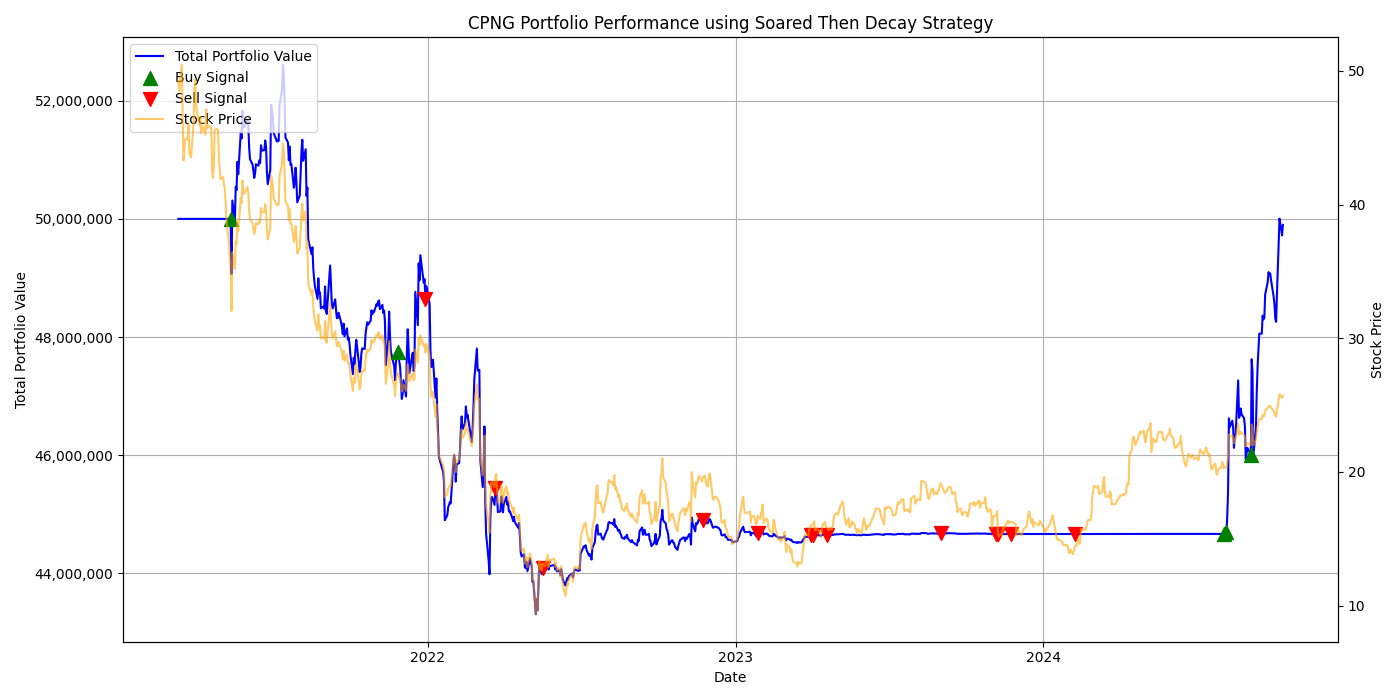 CPNG Portfolio Performance using Soared Then Decay Strategy
Total Portfolio Value
Buy Signal
Sell Signal
Stock Price
52,000,000
50,000,000
48,000,000
46,000,000
44,000,000
Total Portfolio Value
50
40
30
20
10
Stock Price
2022
2023
2024
Date